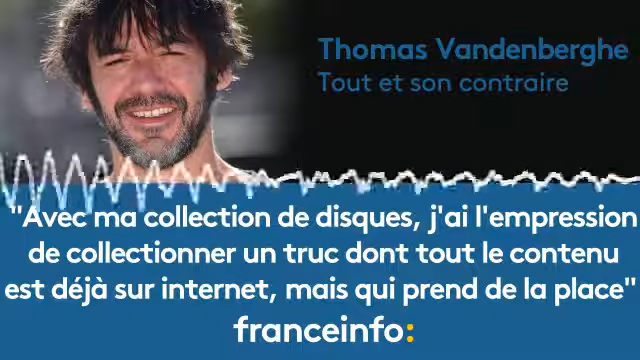 Thomas Vandenberghe
Tout et son contraire
"Avec ma collection de disques, j'ai l'empression
de collectionner un truc dont tout le contenu
est déjà sur internet, mais qui prend de la place"
franceinfo: